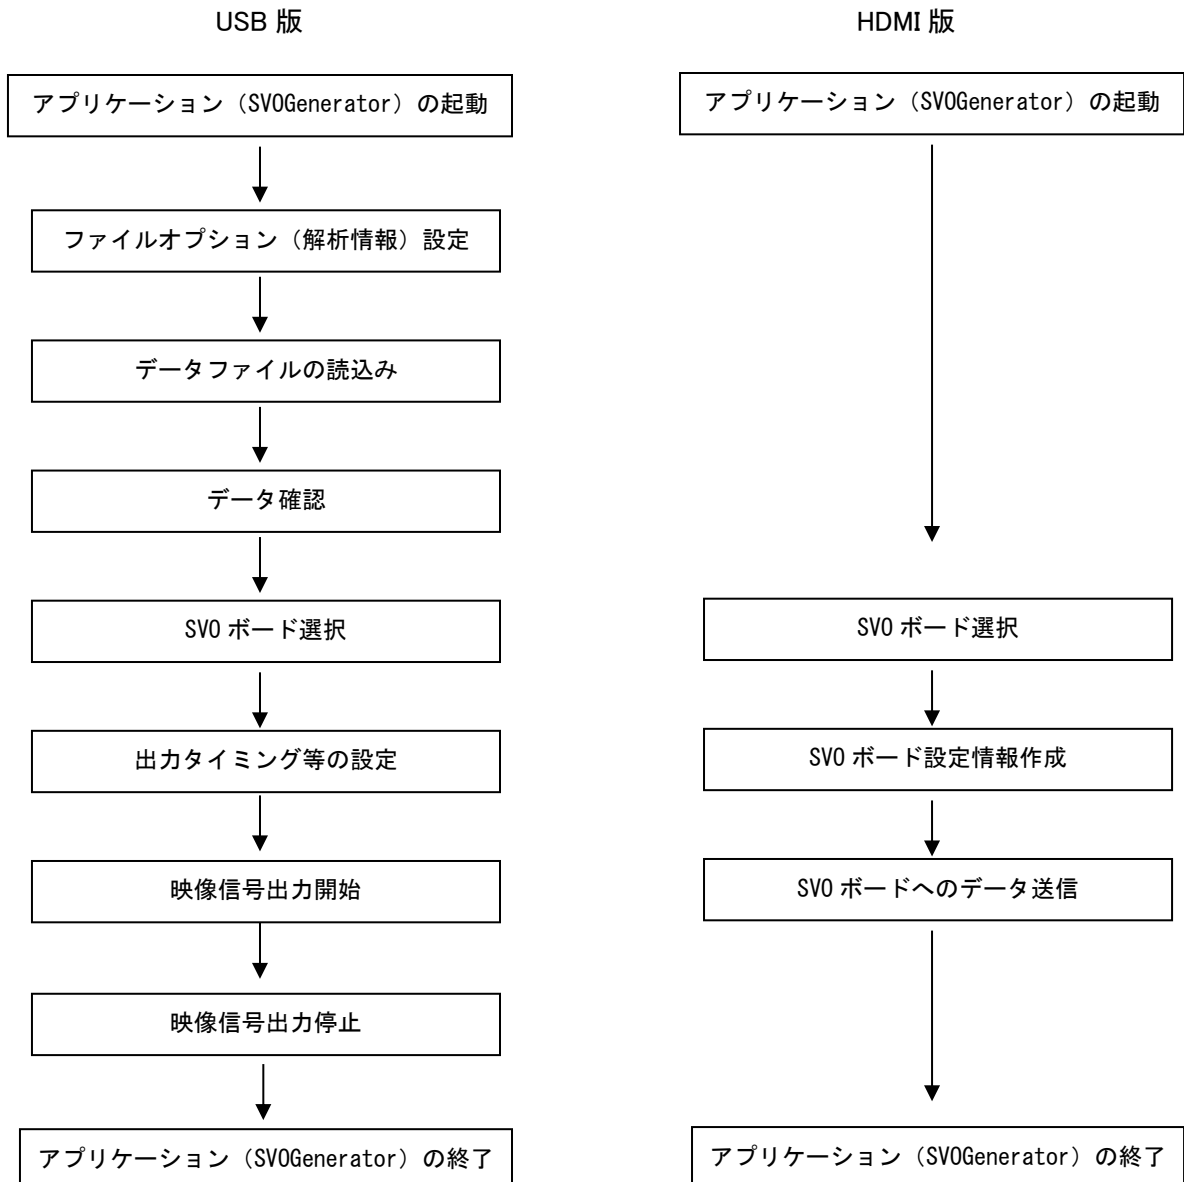 USB 版
アプリケーション（SVOGenerator）の起動
ファイルオプション（解析情報）設定
データファイルの読込み
データ確認
SVO ボード選択
出力タイミング等の設定
映像信号出力開始
映像信号出力停止
アプリケーション（SVOGenerator）の終了
HDMI 版
アプリケーション（SVOGenerator）の起動
SVO ボード選択
SVO ボード設定情報作成
SVO ボードへのデータ送信
アプリケーション（SVOGenerator）の終了